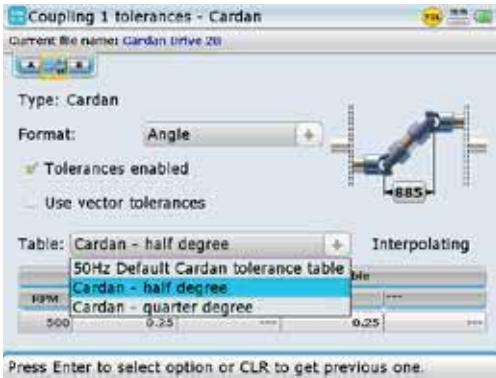 Coupling 1 tolerances - Cardan
TOL
Current file name: Cardan Drive 20
A B
Type: Cardan
Format: Angle
Tolerances enabled
885
Use vector tolerances
Table: Cardan - half degree Interpolating
50Hz Default Cardan tolerance table
Cardan - half degree
RPM ---
Cardan - quarter degree
500 0.25 --- 0.25 ---
Press Enter to select option or CLR to get previous one.